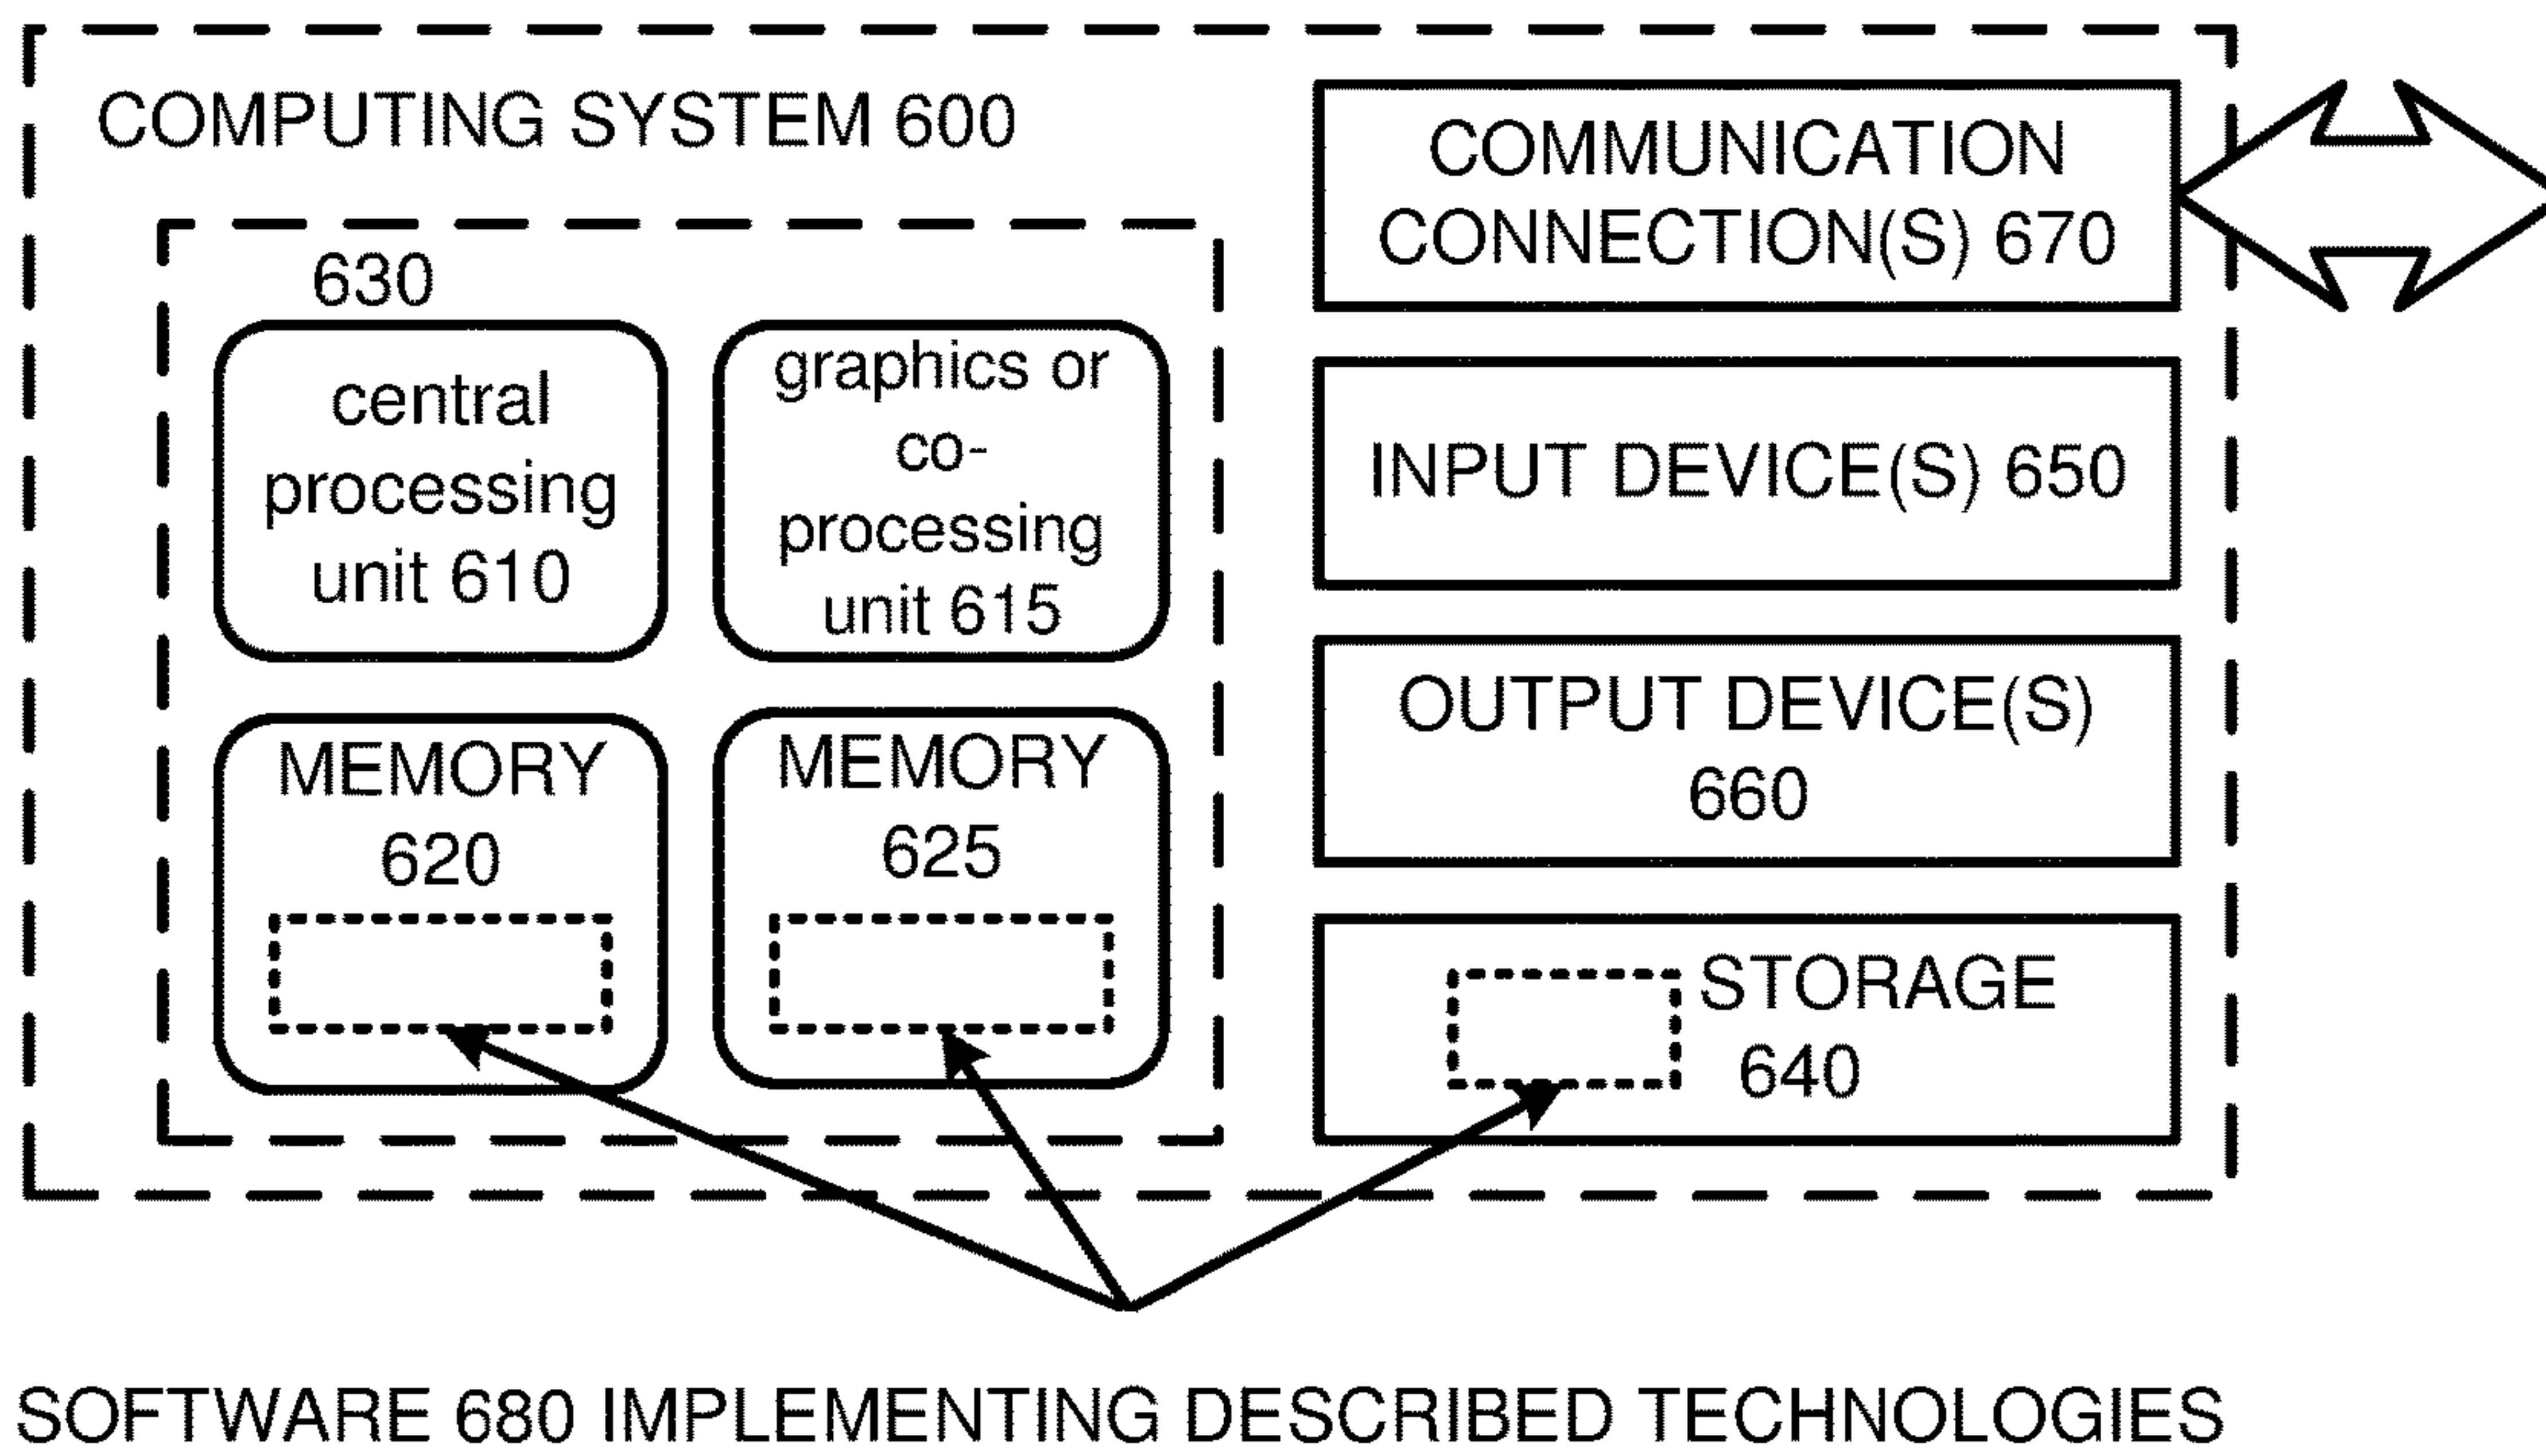 COMPUTING SYSTEM 600
630
central
processing
unit 610
graphics or
co-
processing
unit 615
MEMORY
620
MEMORY
625
COMMUNICATION
CONNECTION(S) 670
INPUT DEVICE(S) 650
OUTPUT DEVICE(S)
660
STORAGE
640
SOFTWARE 680 IMPLEMENTING DESCRIBED TECHNOLOGIES